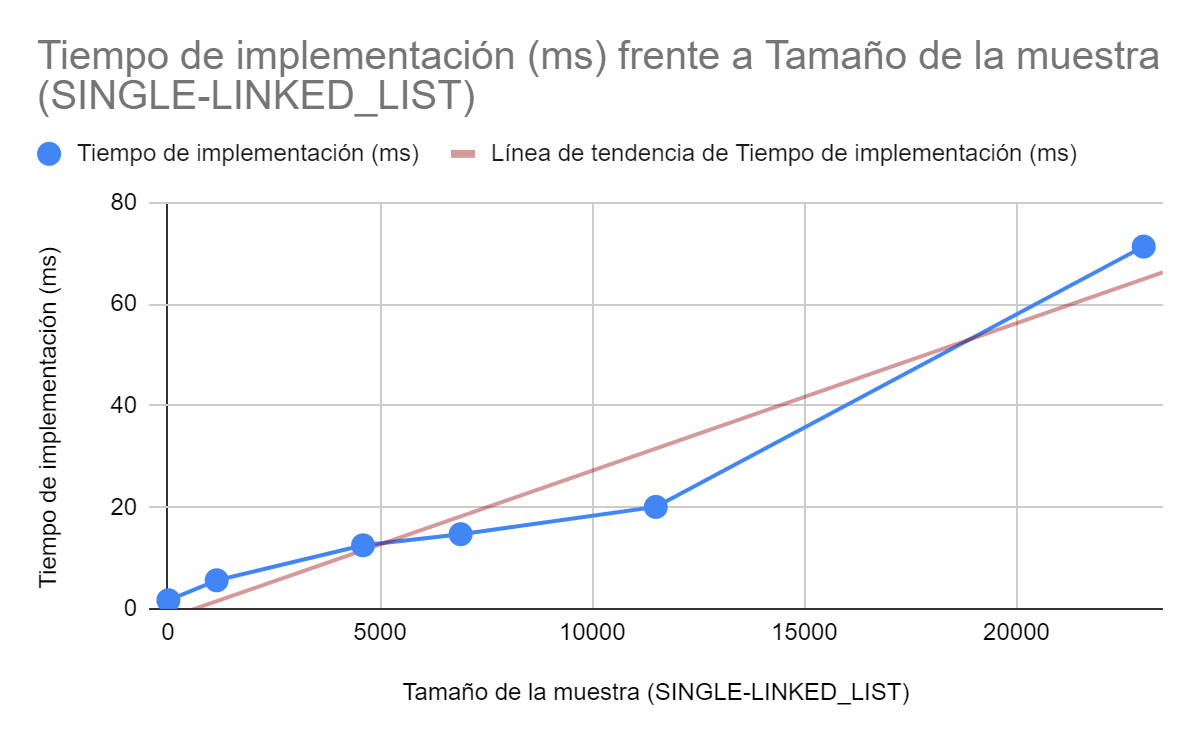 Tiempo de implementación (ms) frente a Tamaño de la muestra
(SINGLE-LINKED_LIST)
Tiempo de implementación (ms)
Línea de tendencia de Tiempo de implementación (ms)
Tiempo de implementación (ms)
80
60
40
20
0
0
5000
10000
15000
20000
Tamaño de la muestra (SINGLE-LINKED_LIST)